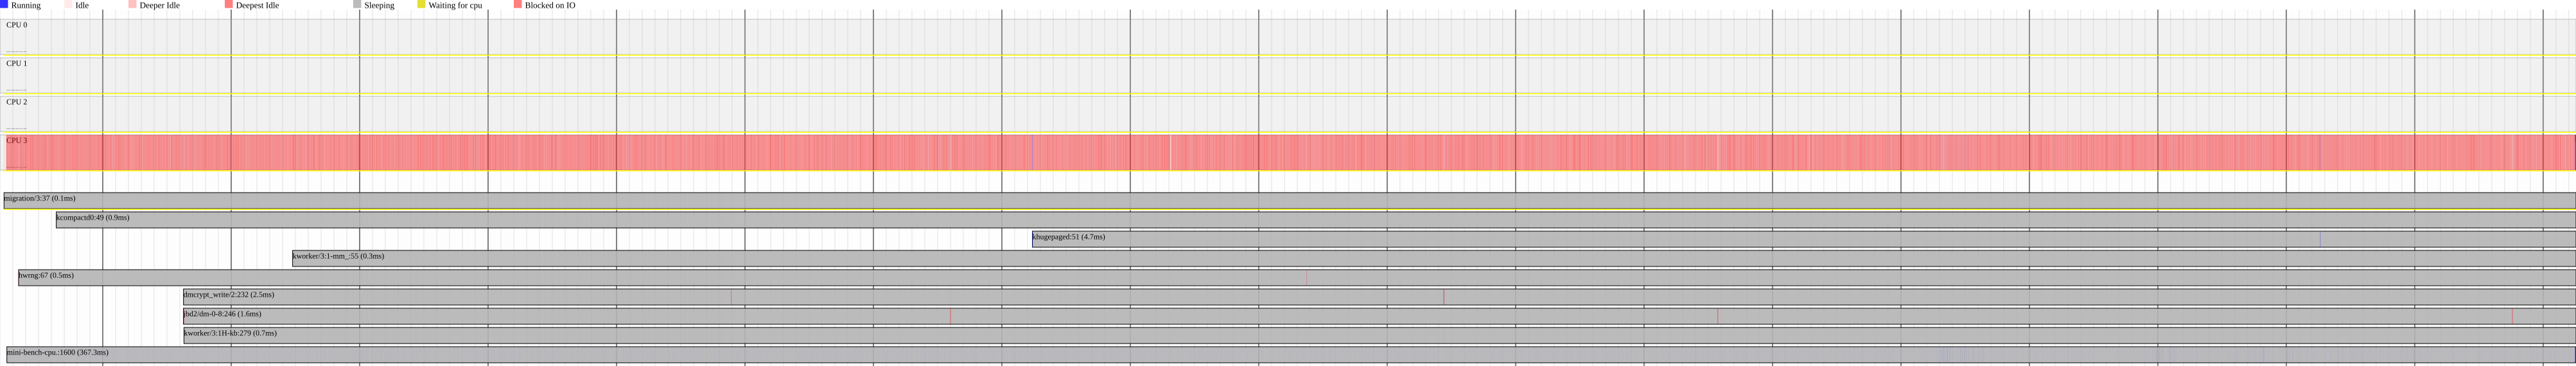 Running Idle Deeper Idle Deepest Idle Sleeping Waiting for cpu Blocked on IO
CPU 0
CPU 1
CPU 2
CPU 3
migration/3:37 (0.1ms)
kcompactd0:49 (0.9ms)
khugepaged:51 (4.7ms)
kworker/3:1-mm_:55 (0.3ms)
hwrng:67 (0.5ms)
dmcrypt_write/2:232 (2.5ms)
jbd2/dm-0-8:246 (1.6ms)
kworker/3:1H-kb:279 (0.7ms)
mini-bench-cpu.:1600 (367.3ms)